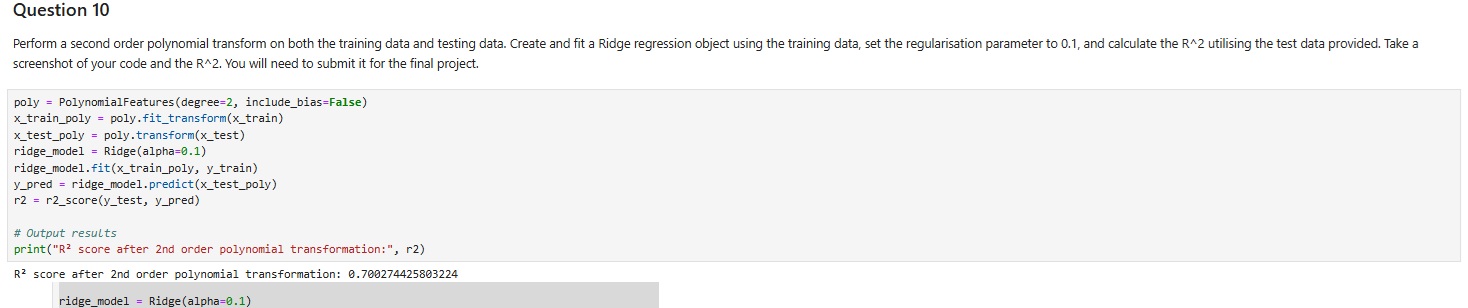 Question 10
Perform a second order polynomial transform on both the training data and testing data. Create and fit a Ridge regression object using the training data, set the regularisation parameter to 0.1, and calculate the R^2 utilising the test data provided. Take a
screenshot of your code and the R^2. You will need to submit it for the final project.
poly = PolynomialFeatures(degree=2, include_bias=False)
x_train_poly = poly.fit_transform(x_train)
x_test_poly = poly.transform(x_test)
ridge_model = Ridge(alpha=0.1)
ridge_model.fit(x_train_poly, y_train)
y_pred = ridge_model.predict(x_test_poly)
r2 = r2_score(y_test, y_pred)
# Output results
print("R² score after 2nd order polynomial transformation:", r2)
R² score after 2nd order polynomial transformation: 0.700274425803224
ridge_model = Ridge(alpha=0.1)